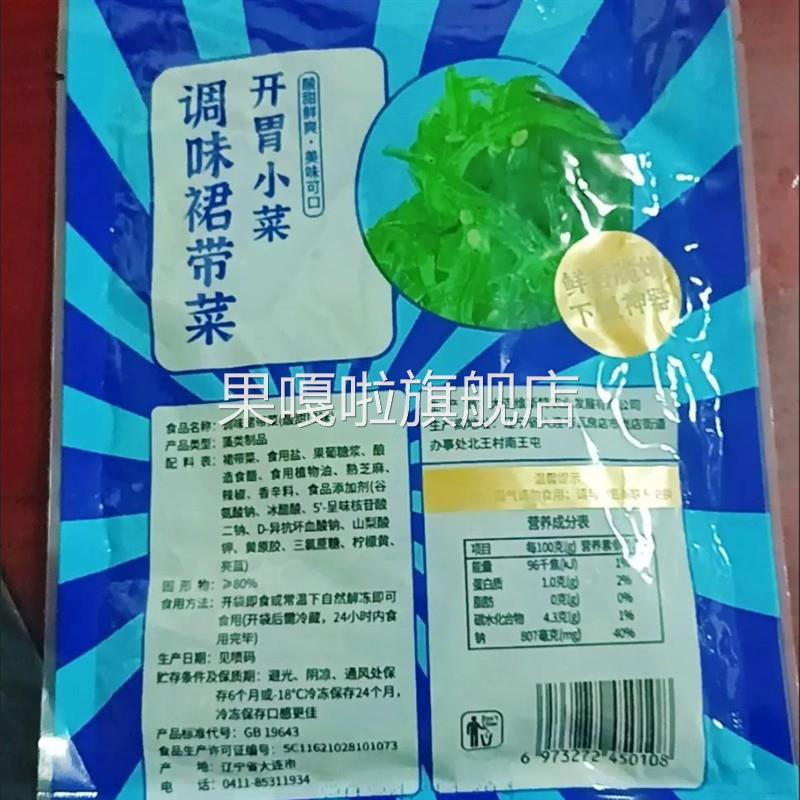 酸甜鲜爽·美味可口
开胃小菜
调味裙带菜
果嘎啦旗舰店
食品名称:
产品类型: 藻类制品
配料表: 裙带菜、食用盐、果葡糖浆、酿
造食醋、食用植物油、熟芝麻、
辣椒、香辛料、食品添加剂(谷
氨酸钠、冰醋酸、5'-呈味核苷酸
二钠、D-异抗坏血酸钠、山梨酸
钾、黄原胶、三氯蔗糖、柠檬黄、
亮蓝)
固形物: ≥80%
食用方法: 开袋即食或常温下自然解冻即可
食用(开袋后需冷藏,24小时内食
用完毕)
生产日期: 见喷码
贮存条件及保质期: 避光、阴凉、通风处保
存6个月或-18°C冷冻保存24个月,
冷冻保存口感更佳
产品标准代号: GB 19643
食品生产许可证编号: SC11621028101073
产地: 辽宁省大连市
电话: 0411-85311934
办事处北王村南王屯
温馨提示
营养成分表
项目 每100克(g) 营养素
能量 96千焦(kJ) 1%
蛋白质 1.0克(g) 2%
脂肪 0克(g) 0%
碳水化合物 4.3克(g) 1%
钠 807毫克(mg) 40%
6 973272 450108